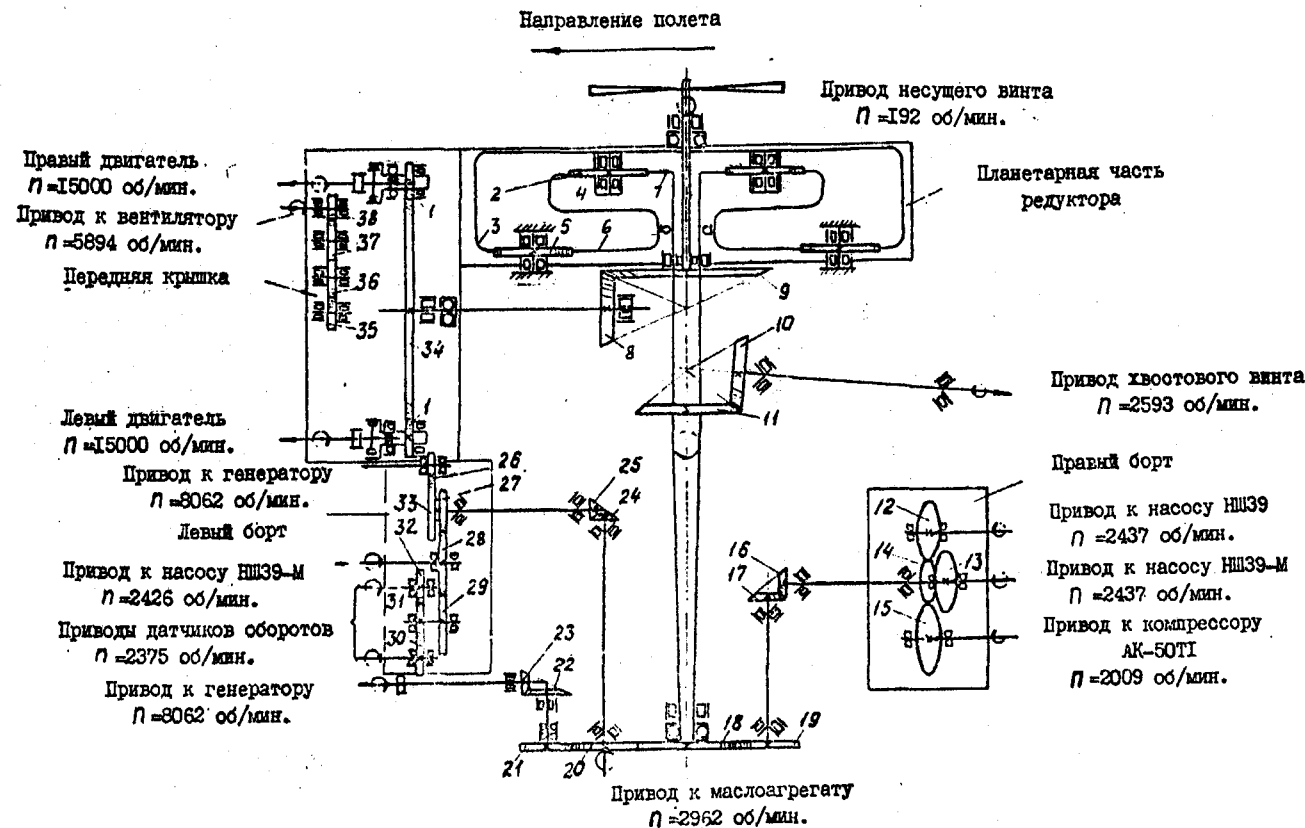 Направление полета
Привод несущего винта
n=192 об/мин.
Правый двигатель
n=15000 об/мин.
Привод к вентилятору
n=5894 об/мин.
Передняя крышка
Планетарная часть
редуктора
2
4
7
1
3
5
6
38
37
36
35
34
8
9
10
11
Левый двигатель
n=15000 об/мин.
1
Привод к генератору
n=8062 об/мин.
Левый борт
26
27
33
32
28
25
24
Привод хвостового винта
n=2593 об/мин.
Правый борт
12
14
13
15
16
17
Привод к насосу НШ39
n=2437 об/мин.
Привод к насосу НШ39-М
n=2437 об/мин.
Привод к компрессору
АК-50Т1
n=2009 об/мин.
Привод к насосу НШ39-М
n=2426 об/мин.
Приводы датчиков оборотов
n=2375 об/мин.
Привод к генератору
n=8062 об/мин.
31
29
30
23
22
21
20
18
19
Привод к маслоагрегату
n=2962 об/мин.